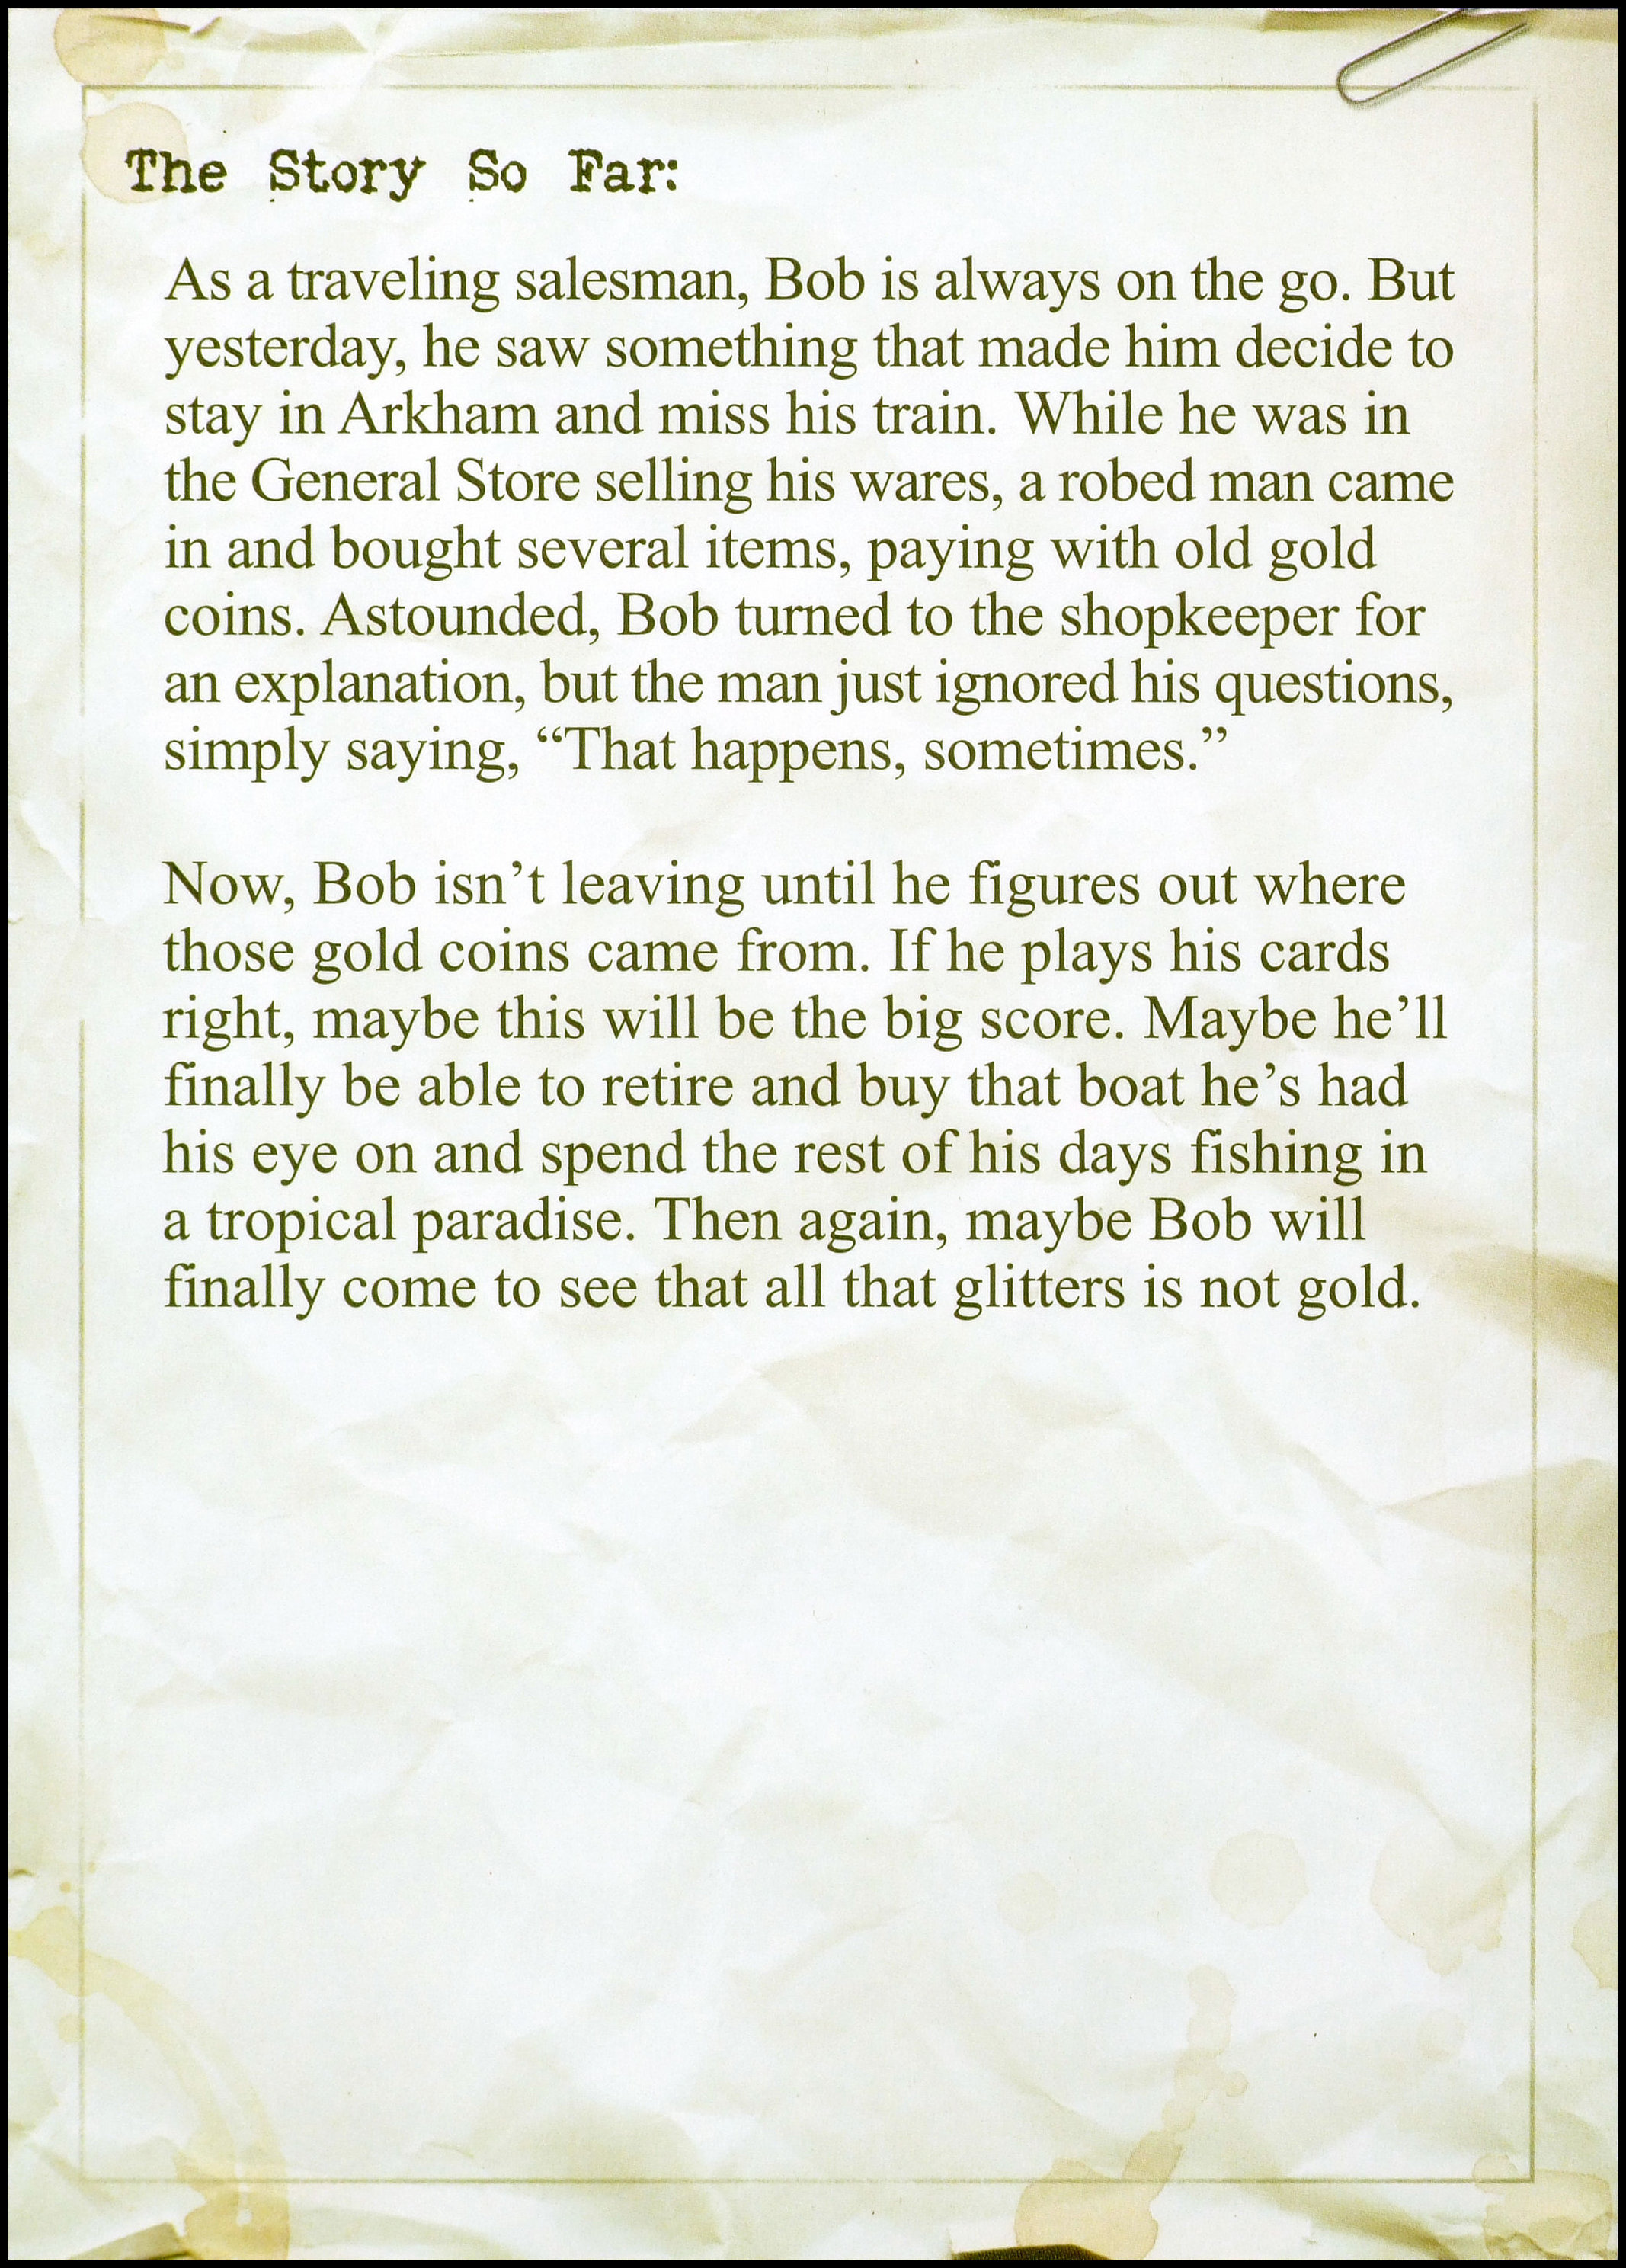 The Story So Far:
As a traveling salesman, Bob is always on the go. But
yesterday, he saw something that made him decide to
stay in Arkham and miss his train. While he was in
the General Store selling his wares, a robed man came
in and bought several items, paying with old gold
coins. Astounded, Bob turned to the shopkeeper for
an explanation, but the man just ignored his questions,
simply saying, “That happens, sometimes.”
Now, Bob isn’t leaving until he figures out where
those gold coins came from. If he plays his cards
right, maybe this will be the big score. Maybe he’ll
finally be able to retire and buy that boat he’s had
his eye on and spend the rest of his days fishing in
a tropical paradise. Then again, maybe Bob will
finally come to see that all that glitters is not gold.